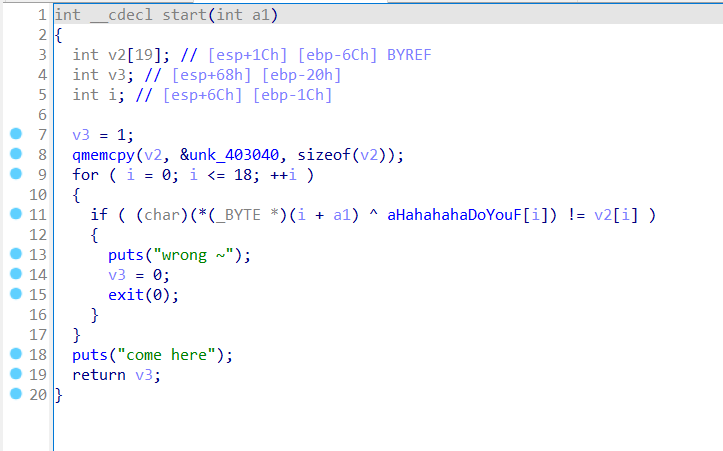 1 int __cdecl start(int a1)
2 {
3   int v2[19]; // [esp+1Ch] [ebp-6Ch] BYREF
4   int v3; // [esp+68h] [ebp-20h]
5   int i; // [esp+6Ch] [ebp-1Ch]
6
7   v3 = 1;
8   qmemcpy(v2, &unk_403040, sizeof(v2));
9   for ( i = 0; i <= 18; ++i )
10   {
11     if ( (char)(*(_BYTE *)(i + a1) ^ aHahahahaDoYouF[i]) != v2[i] )
12     {
13       puts("wrong ~");
14       v3 = 0;
15       exit(0);
16     }
17   }
18   puts("come here");
19   return v3;
20 }